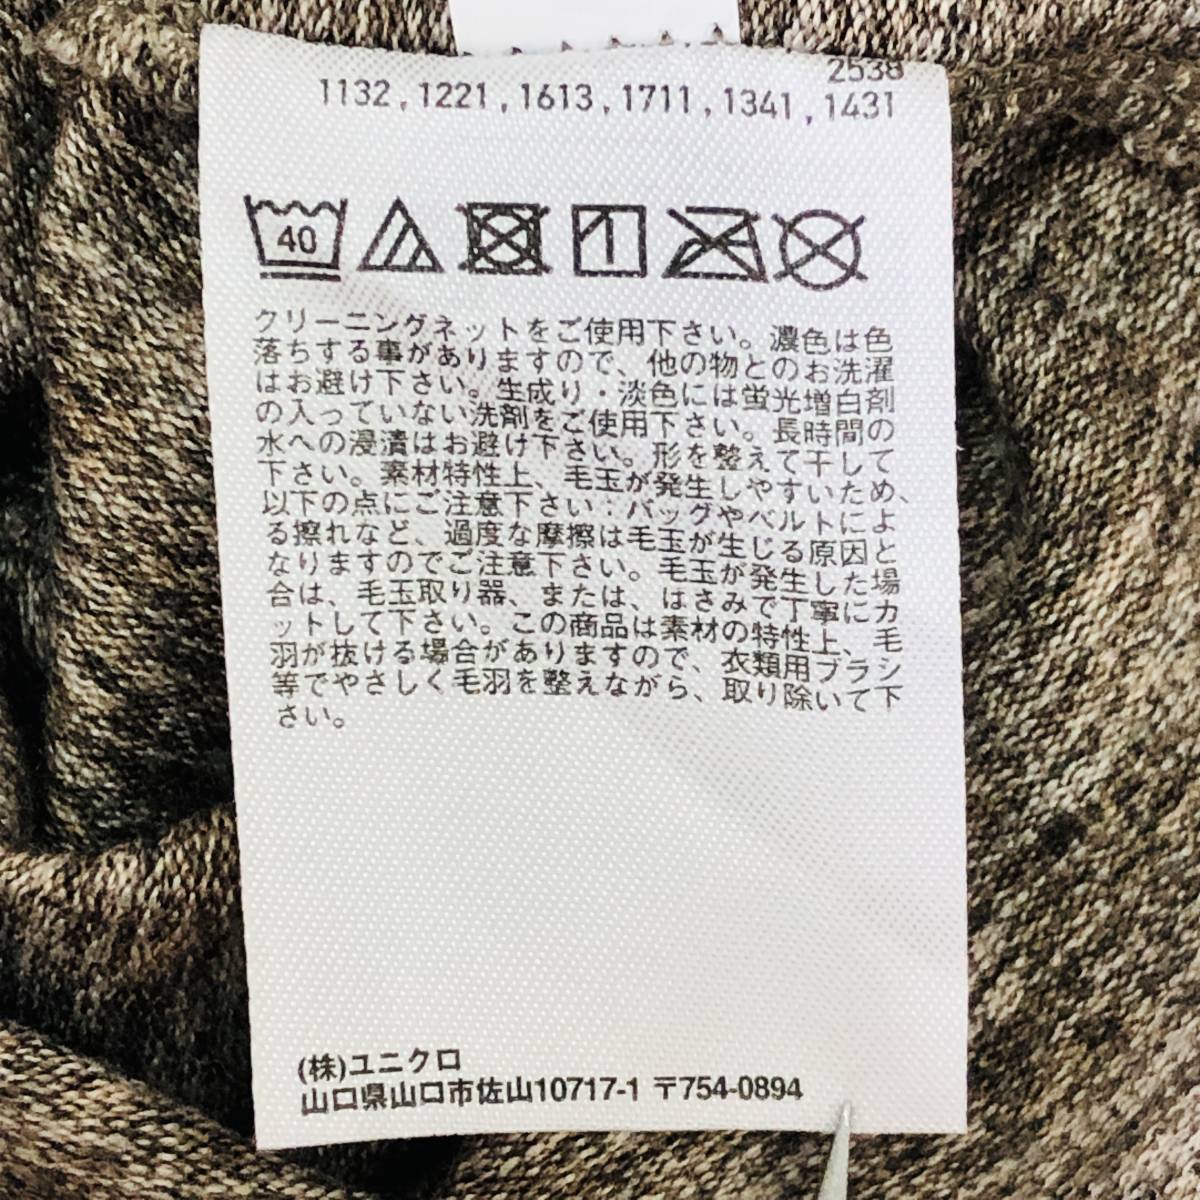 2538
1132,1221,1613,1711,1341,1431
40
クリーニングネットをご使用下さい。濃色は色
落ちする事がありますので、他の物とのお洗濯
はお避け下さい。生成り・淡色には蛍光増白剤
の入っていない洗剤をご使用下さい。長時間の
水への浸漬はお避け下さい。形を整えて干して
下さい。素材特性上、毛玉が発生しやすいため、
以下の点にご注意下さい:バッグやベルトによ
る擦れなど、過度な摩擦は毛玉が生じる原因と
なりますのでご注意下さい。毛玉が発生した場
合は、毛玉取り器、または、はさみで丁寧にカ
ットして下さい。この商品は素材の特性上、毛
羽が抜ける場合がありますので、衣類用ブラシ
等でやさしく毛羽を整えながら、取り除いて下
さい。
(株)ユニクロ
山口県山口市佐山10717-1 〒754-0894